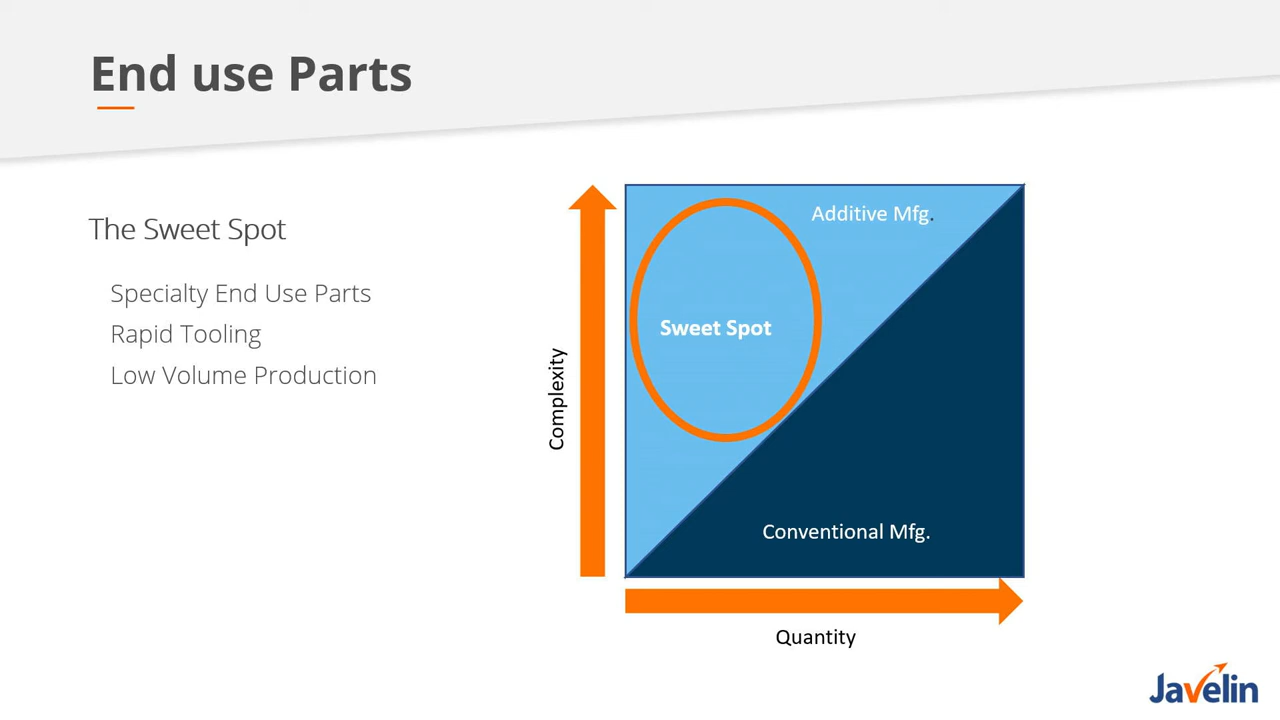 End use Parts
The Sweet Spot
Specialty End Use Parts
Rapid Tooling
Low Volume Production
Additive Mfg.
Sweet Spot
Complexity
Conventional Mfg.
Quantity
Javelin